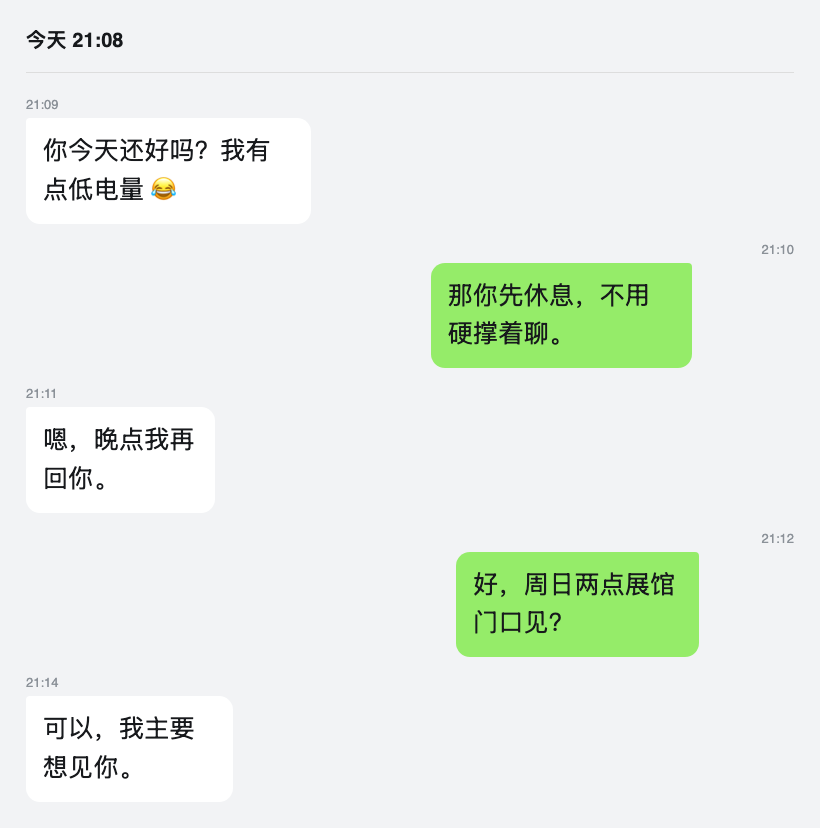 今天 21:08
21:09
你今天还好吗？我有
点低电量 😂
21:10
那你先休息，不用
硬撑着聊。
21:11
嗯，晚点我再
回你。
21:12
好，周日两点展馆
门口见？
21:14
可以，我主要
想见你。